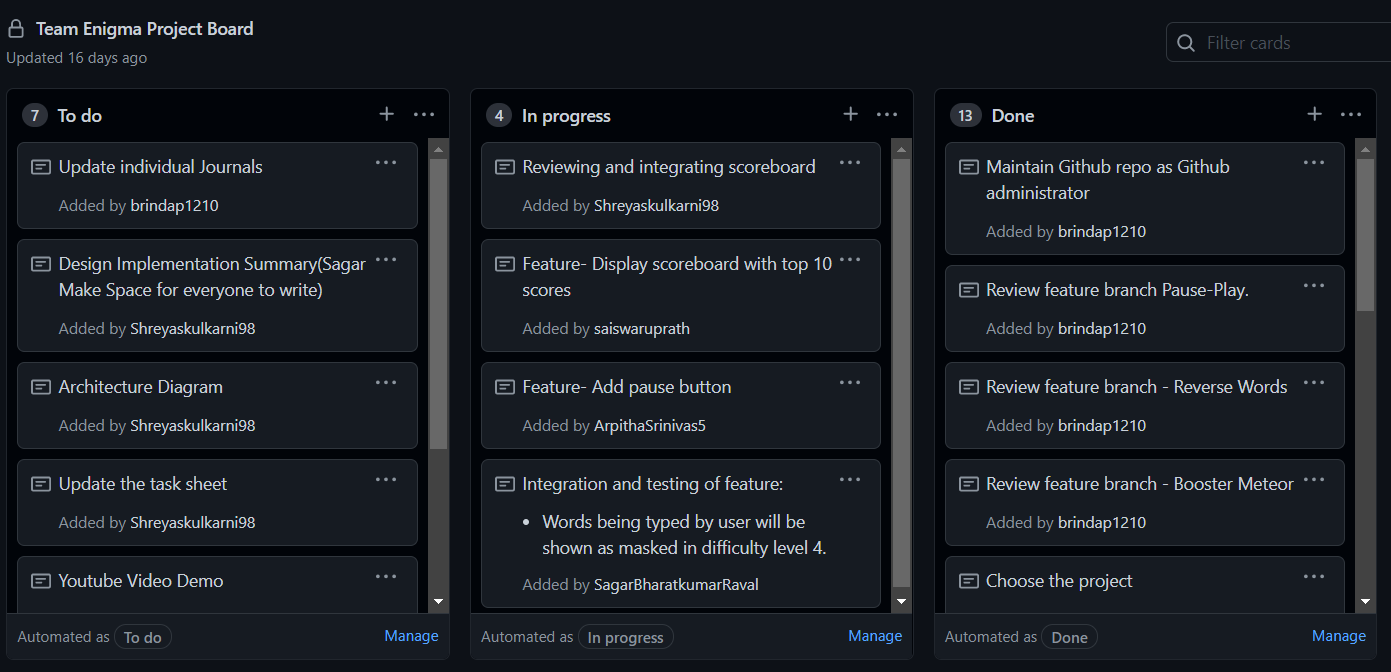 Team Enigma Project Board
Updated 16 days ago
Filter cards
7 To do
Update individual Journals
Added by brindap1210
Design Implementation Summary(Sagar
Make Space for everyone to write)
Added by Shreyaskulkarni98
Architecture Diagram
Added by Shreyaskulkarni98
Update the task sheet
Added by Shreyaskulkarni98
Youtube Video Demo
Automated as To do Manage
4 In progress
Reviewing and integrating scoreboard
Added by Shreyaskulkarni98
Feature- Display scoreboard with top 10
scores
Added by saiswaruprath
Feature- Add pause button
Added by ArpithaSrinivas5
Integration and testing of feature:
• Words being typed by user will be
shown as masked in difficulty level 4.
Added by SagarBharatkumarRaval
Automated as In progress Manage
13 Done
Maintain Github repo as Github
administrator
Added by brindap1210
Review feature branch Pause-Play.
Added by brindap1210
Review feature branch - Reverse Words
Added by brindap1210
Review feature branch - Booster Meteor
Added by brindap1210
Choose the project
Automated as Done Manage